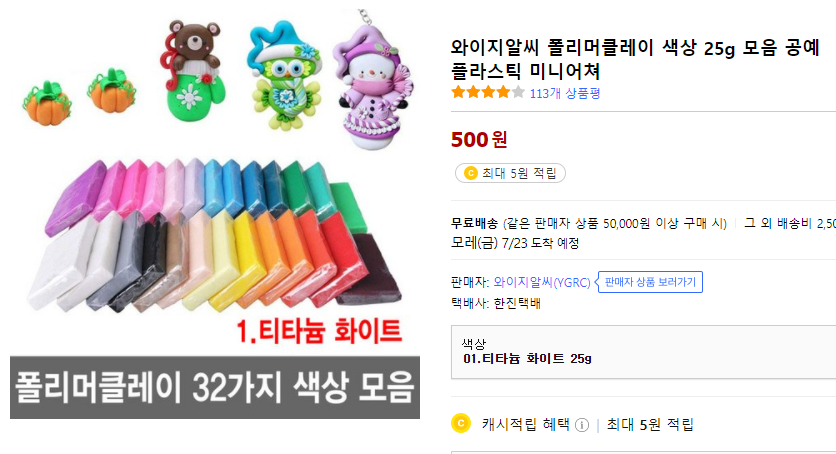 와이지알씨 폴리머클레이 색상 25g 모음 공예
플라스틱 미니어쳐
113개 상품평
500원
C 최대 5원 적립
무료배송 (같은 판매자 상품 50,000원 이상 구매 시) | 그 외 배송비
모레(금) 7/23 도착 예정
판매자: 와이지알씨(YGRC) 판매자 상품 보러가기
택배사: 한진택배
색상
01.티타늄 화이트 25g
C 캐시적립 혜택 ⓘ | 최대 5원 적립
1.티타늄 화이트
폴리머클레이 32가지 색상 모음